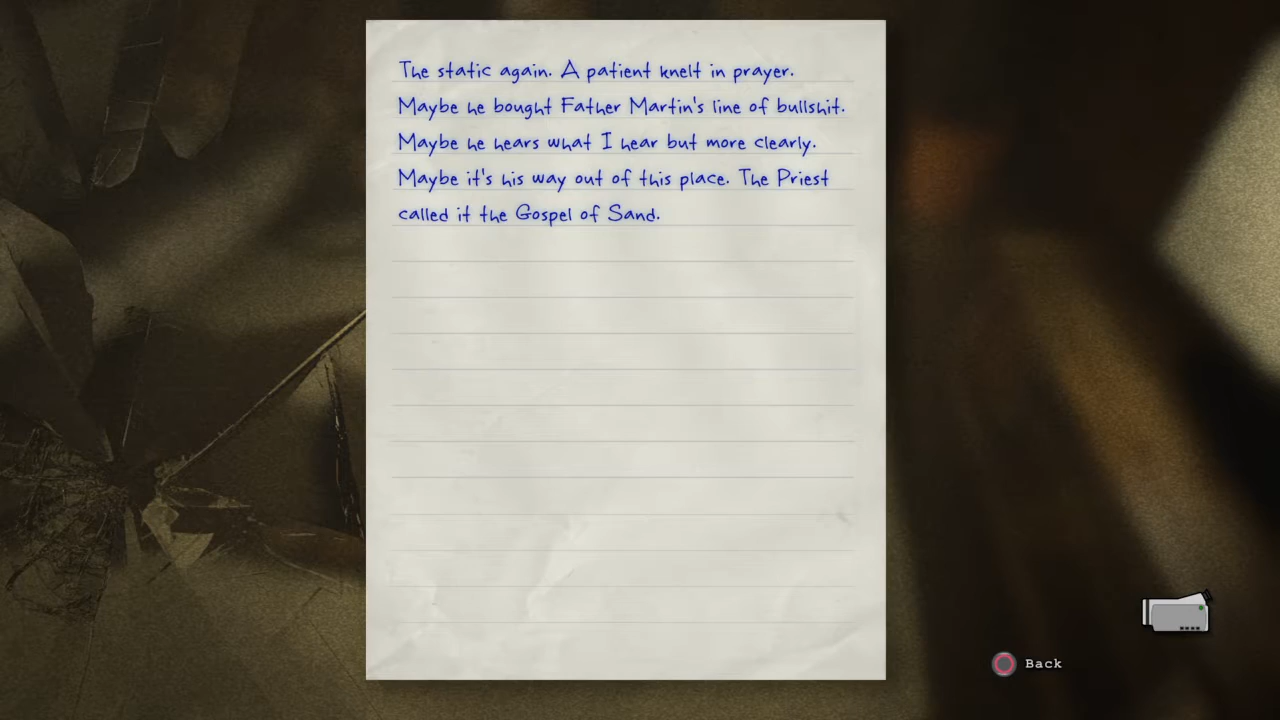 The static again. A patient knelt in prayer.
Maybe he bought Father Martin's line of bullshit.
Maybe he hears what I hear but more clearly.
Maybe it's his way out of this place. The Priest
called it the Gospel of Sand.
Back